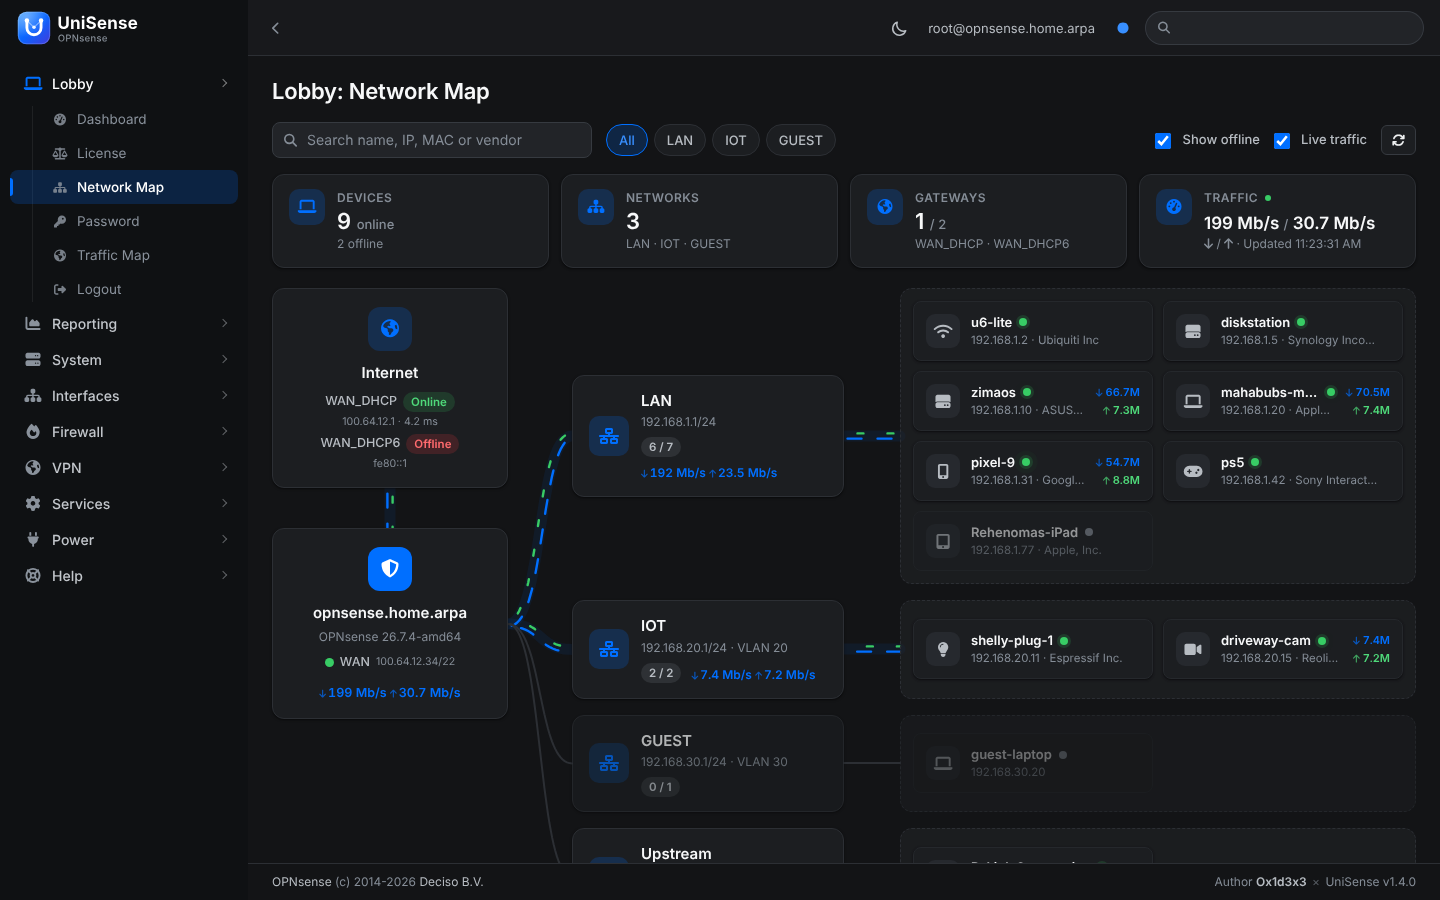 UniSense
OPNsense
root@opnsense.home.arpa
Lobby
Dashboard
License
Network Map
Password
Traffic Map
Logout
Reporting
System
Interfaces
Firewall
VPN
Services
Power
Help
Lobby: Network Map
Search name, IP, MAC or vendor
All
LAN
IOT
GUEST
Show offline
Live traffic
DEVICES
9 online
2 offline
NETWORKS
3
LAN · IOT · GUEST
GATEWAYS
1 / 2
WAN_DHCP · WAN_DHCP6
TRAFFIC
199 Mb/s / 30.7 Mb/s
↓ / ↑ · Updated 11:23:31 AM
Internet
WAN_DHCP Online
100.64.12.1 · 4.2 ms
WAN_DHCP6 Offline
fe80::1
opnsense.home.arpa
OPNsense 26.7.4-amd64
WAN 100.64.12.34/22
↓199 Mb/s ↑30.7 Mb/s
LAN
192.168.1.1/24
6 / 7
↓192 Mb/s ↑23.5 Mb/s
u6-lite
192.168.1.2 · Ubiquiti Inc
diskstation
192.168.1.5 · Synology Inco...
zimaos ↓66.7M
192.168.1.10 · ASUS... ↑7.3M
mahabubs-m... ↓70.5M
192.168.1.20 · Appl... ↑7.4M
pixel-9 ↓54.7M
192.168.1.31 · Googl... ↑8.8M
ps5
192.168.1.42 · Sony Interact...
Rehenomas-iPad
192.168.1.77 · Apple, Inc.
IOT
192.168.20.1/24 · VLAN 20
2 / 2 ↓7.4 Mb/s ↑7.2 Mb/s
shelly-plug-1
192.168.20.11 · Espressif Inc.
driveway-cam ↓7.4M
192.168.20.15 · Reoli... ↑7.2M
GUEST
192.168.30.1/24 · VLAN 30
0 / 1
guest-laptop
192.168.30.20
Upstream
OPNsense (c) 2014-2026 Deciso B.V.
Author Ox1d3x3 × UniSense v1.4.0